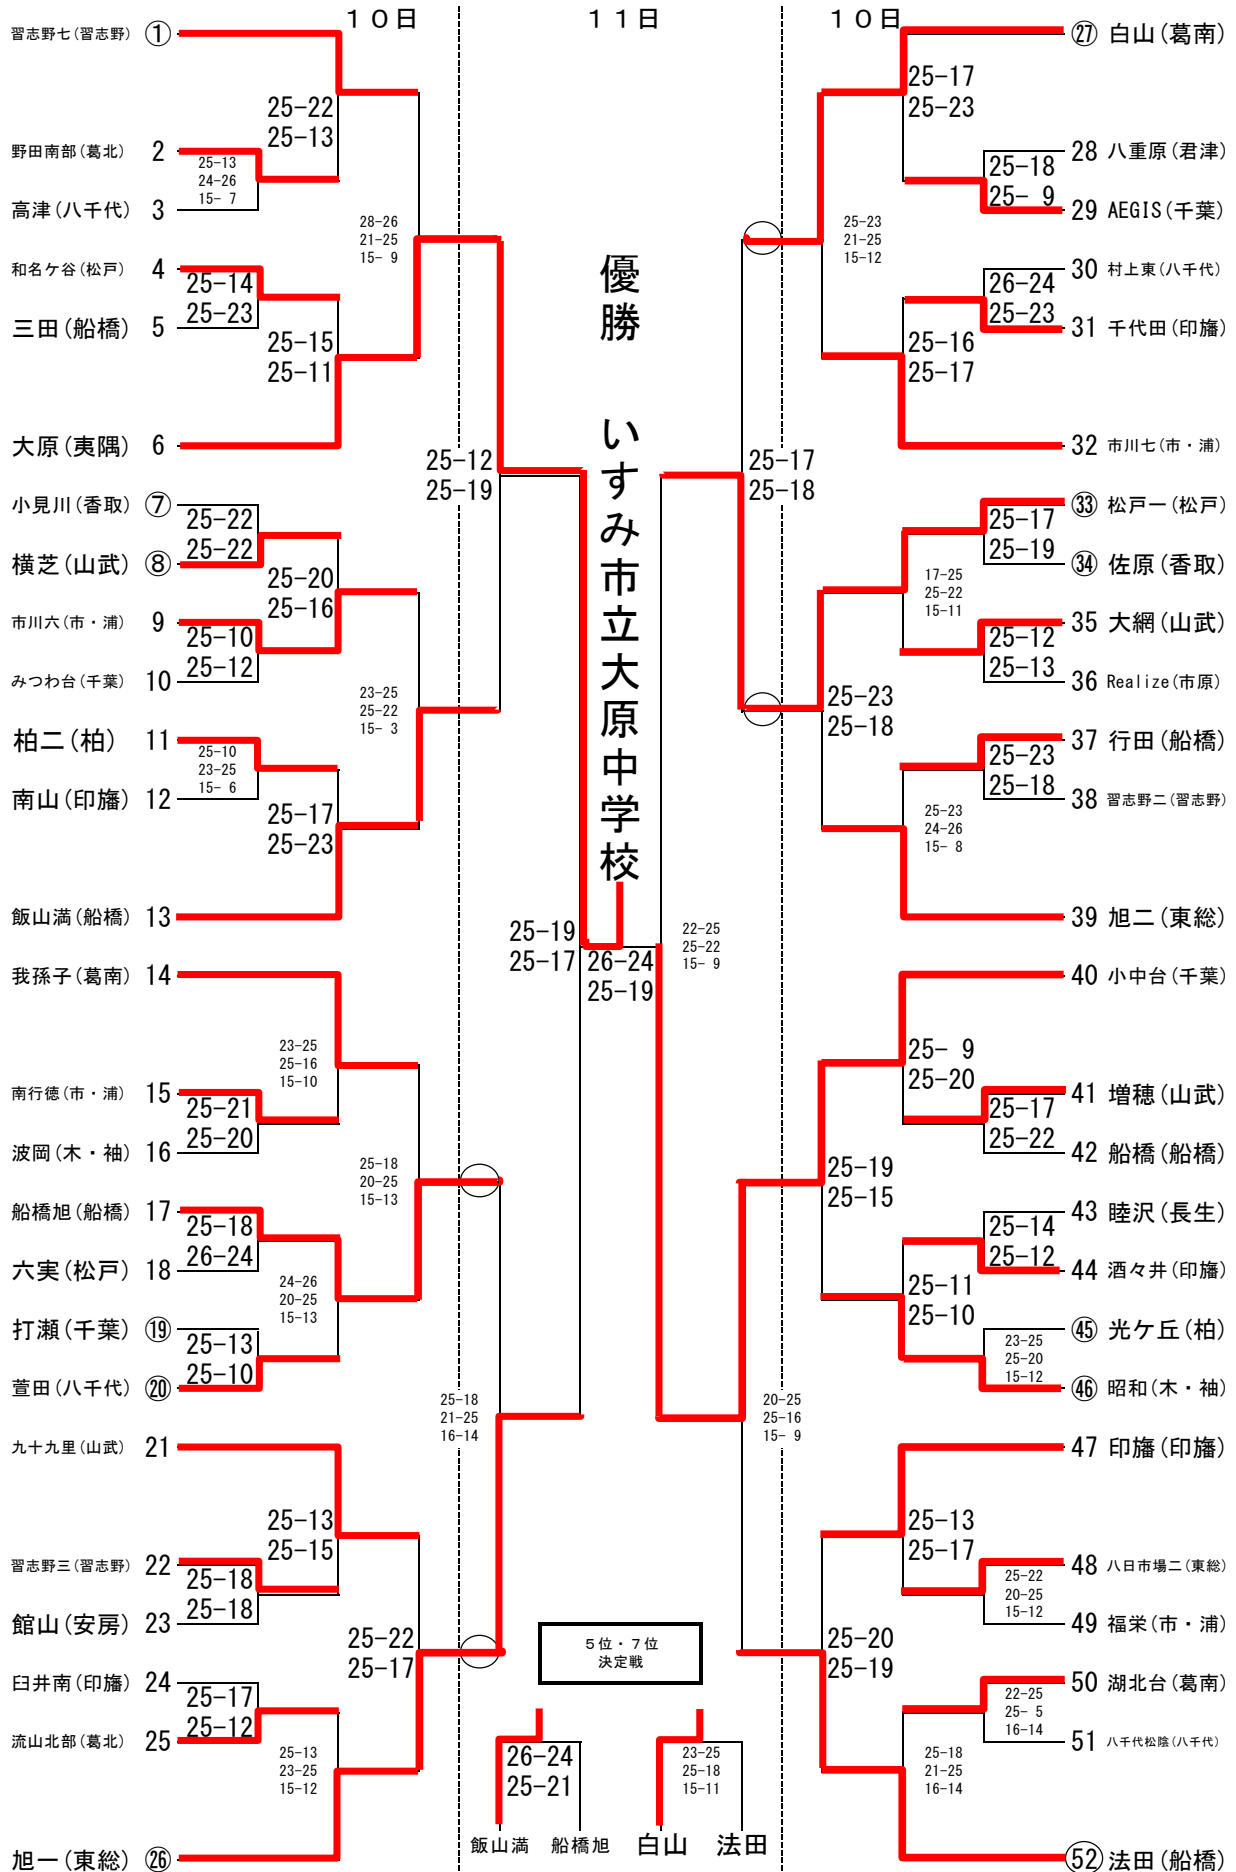 １０日
１１日
１０日
習志野七(習志野) ①
25-22
25-13
野田南部(葛北) 2
25-13
24-26
15- 7
高津(八千代) 3
28-26
21-25
15- 9
和名ケ谷(松戸) 4
25-14
25-23
三田(船橋) 5
25-15
25-11
大原(夷隅) 6
25-12
25-19
小見川(香取) ⑦
25-22
25-22
横芝(山武) ⑧
25-20
25-16
市川六(市・浦) 9
25-10
25-12
みつわ台(千葉) 10
23-25
25-22
15- 3
柏二(柏) 11
25-10
23-25
15- 6
南山(印旛) 12
25-17
25-23
飯山満(船橋) 13
25-19
25-17
我孫子(葛南) 14
23-25
25-16
15-10
南行徳(市・浦) 15
25-21
25-20
波岡(木・袖) 16
25-18
20-25
15-13
船橋旭(船橋) 17
25-18
26-24
六実(松戸) 18
24-26
20-25
15-13
打瀬(千葉) ⑲
25-13
25-10
萱田(八千代) ⑳
25-18
21-25
16-14
九十九里(山武) 21
25-13
25-15
習志野三(習志野) 22
25-18
25-18
館山(安房) 23
25-22
25-17
臼井南(印旛) 24
25-17
25-12
流山北部(葛北) 25
25-13
23-25
15-12
旭一(東総) ㉖
優勝　いすみ市立大原中学校
26-24
25-19
㉗ 白山(葛南)
25-17
25-23
28 八重原(君津)
25-18
25- 9
29 AEGIS(千葉)
25-23
21-25
15-12
30 村上東(八千代)
26-24
25-23
31 千代田(印旛)
25-16
25-17
32 市川七(市・浦)
25-17
25-18
㉝ 松戸一(松戸)
25-17
25-19
㉞ 佐原(香取)
17-25
25-22
15-11
35 大網(山武)
25-12
25-13
36 Realize(市原)
25-23
25-18
37 行田(船橋)
25-23
25-18
38 習志野二(習志野)
25-23
24-26
15- 8
39 旭二(東総)
22-25
25-22
15- 9
40 小中台(千葉)
25- 9
25-20
41 増穂(山武)
25-17
25-22
42 船橋(船橋)
25-19
25-15
43 睦沢(長生)
25-14
25-12
44 酒々井(印旛)
25-11
25-10
㊺ 光ケ丘(柏)
23-25
25-20
15-12
㊻ 昭和(木・袖)
20-25
25-16
15- 9
47 印旛(印旛)
25-13
25-17
48 八日市場二(東総)
25-22
20-25
15-12
49 福栄(市・浦)
25-20
25-19
50 湖北台(葛南)
22-25
25- 5
16-14
51 八千代松陰(八千代)
25-18
21-25
16-14
52 法田(船橋)
５位・７位
決定戦
26-24
25-21
23-25
25-18
15-11
飯山満 船橋旭 白山 法田